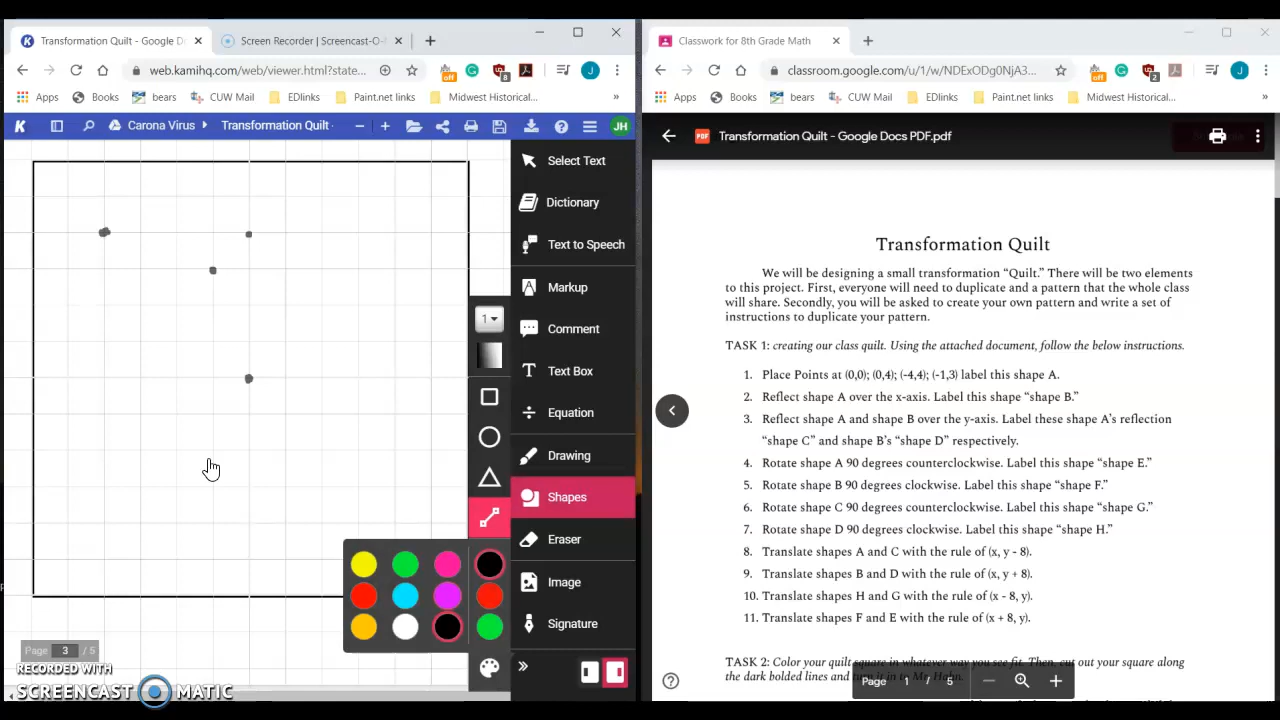 Transformation Quilt - Google D
Screen Recorder | Screencast-O-
web.kamihq.com/web/viewer.html?state...
off
8
J
Apps
Books
bears
CUW Mail
EDlinks
Paint.net links
Midwest Historical...
»
K
Carona Virus
Transformation Quilt
JH
Select Text
Dictionary
Text to Speech
Markup
Comment
Text Box
Equation
Drawing
Shapes
Eraser
Image
Signature
1
Page 3 / 5
RECORDED WITH
SCREENCAST MATIC
Classwork for 8th Grade Math
classroom.google.com/u/1/w/NDExODg0NjA3...
off
2
J
Apps
Books
bears
CUW Mail
EDlinks
Paint.net links
Midwest Historical...
»
PDF
Transformation Quilt - Google Docs PDF.pdf
Transformation Quilt
We will be designing a small transformation “Quilt.” There will be two elements
to this project. First, everyone will need to duplicate and a pattern that the whole class
will share. Secondly, you will be asked to create your own pattern and write a set of
instructions to duplicate your pattern.
TASK 1: creating our class quilt. Using the attached document, follow the below instructions.
1. Place Points at (0,0); (0,4); (-4,4); (-1,3) label this shape A.
2. Reflect shape A over the x-axis. Label this shape “shape B.”
3. Reflect shape A and shape B over the y-axis. Label these shape A’s reflection
“shape C” and shape B’s “shape D” respectively.
4. Rotate shape A 90 degrees counterclockwise. Label this shape “shape E.”
5. Rotate shape B 90 degrees clockwise. Label this shape “shape F.”
6. Rotate shape C 90 degrees counterclockwise. Label this shape “shape G.”
7. Rotate shape D 90 degrees clockwise. Label this shape “shape H.”
8. Translate shapes A and C with the rule of (x, y - 8).
9. Translate shapes B and D with the rule of (x, y + 8).
10. Translate shapes H and G with the rule of (x - 8, y).
11. Translate shapes F and E with the rule of (x + 8, y).
TASK 2: Color your quilt square in whatever way you see fit. Then, cut out your square along
the dark bolded lines and turn it in to Mr. Hahn.
Page 1 / 5